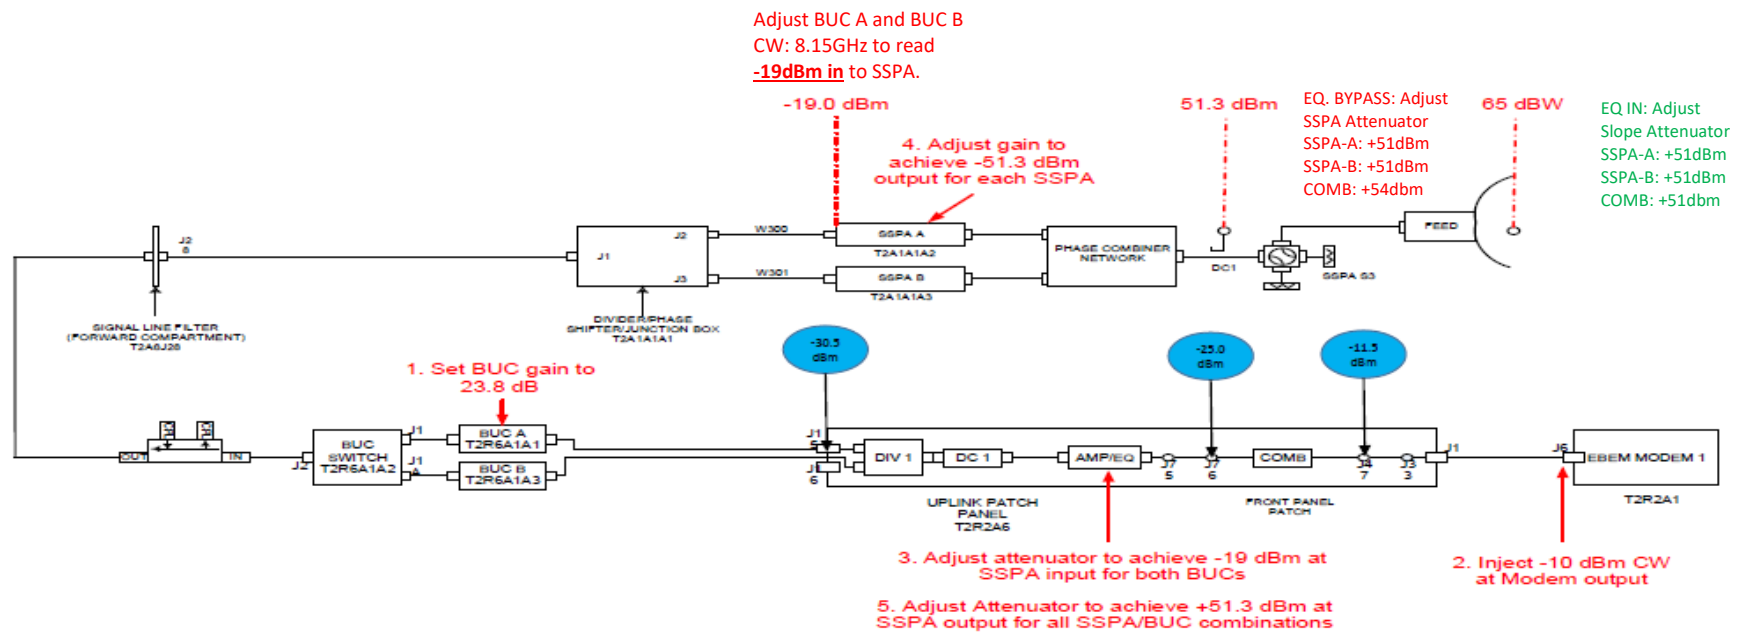 Adjust BUC A and BUC B
CW: 8.15GHz to read
-19dBm in to SSPA.
-19.0 dBm
51.3 dBm
EQ. BYPASS: Adjust
SSPA Attenuator
SSPA-A: +51dBm
SSPA-B: +51dBm
COMB: +54dbm
65 dBW
EQ IN: Adjust
Slope Attenuator
SSPA-A: +51dBm
SSPA-B: +51dBm
COMB: +51dbm
4. Adjust gain to
achieve -51.3 dBm
output for each SSPA
J2
8
J1
J2
J3
W300
W301
SSPA A
T2A1A1A2
SSPA B
T2A1A1A3
PHASE COMBINER
NETWORK
DC1
SSPA S3
FEED
SIGNAL LINE FILTER
(FORWARD COMPARTMENT)
T2A8J28
DIVIDER/PHASE
SHIFTER/JUNCTION BOX
T2A1A1A1
-30.5
dBm
-25.0
dBm
-11.5
dBm
1. Set BUC gain to
23.8 dB
OUT
IN
J2
BUC
SWITCH
T2R6A1A2
J1
J1
A
BUC A
T2R6A1A1
BUC B
T2R6A1A3
J1
5
J1
6
DIV 1
DC 1
AMP/EQ
J7
5
J7
6
COMB
J4
7
J3
3
J1
J6
EBEM MODEM 1
T2R2A1
UPLINK PATCH
PANEL
T2R2A6
FRONT PANEL
PATCH
3. Adjust attenuator to achieve -19 dBm at
SSPA input for both BUCs
2. Inject -10 dBm CW
at Modem output
5. Adjust Attenuator to achieve +51.3 dBm at
SSPA output for all SSPA/BUC combinations